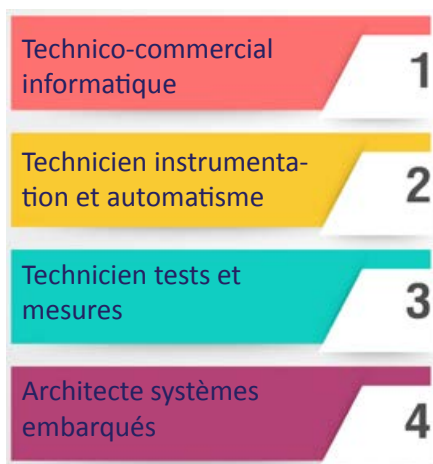 Technico-commercial
informatique
1
Technicien instrumenta-
tion et automatisme
2
Technicien tests et
mesures
3
Architecte systèmes
embarqués
4